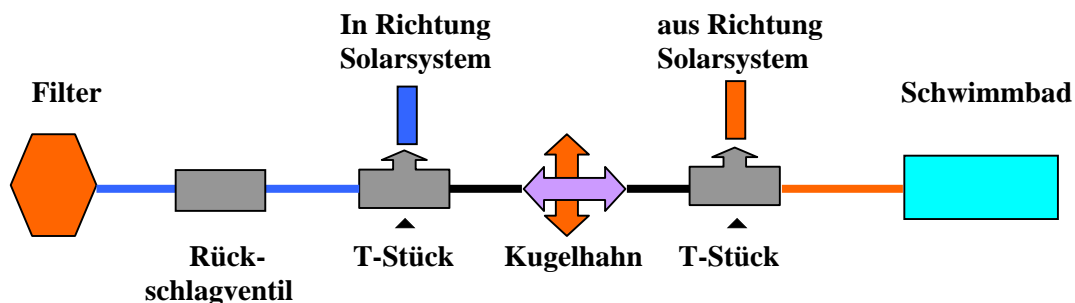 In Richtung
Solarsystem
aus Richtung
Solarsystem
Filter
Schwimmbad
Rück-
schlagventil
T-Stück
Kugelhahn
T-Stück